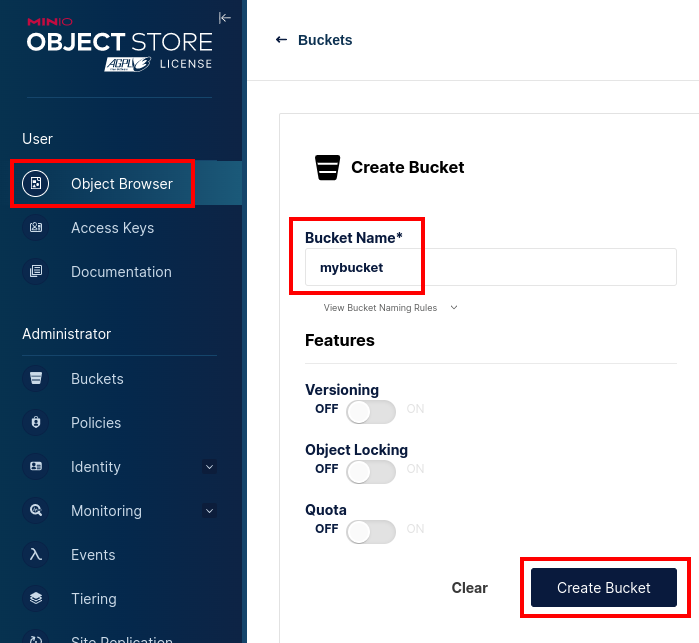 MINIO
OBJECT STORE
AGPLv3 LICENSE
User
Object Browser
Access Keys
Documentation
Administrator
Buckets
Policies
Identity
Monitoring
Events
Tiering
Site Replication
← Buckets
Create Bucket
Bucket Name*
mybucket
View Bucket Naming Rules
Features
Versioning
OFF ON
Object Locking
OFF ON
Quota
OFF ON
Clear
Create Bucket